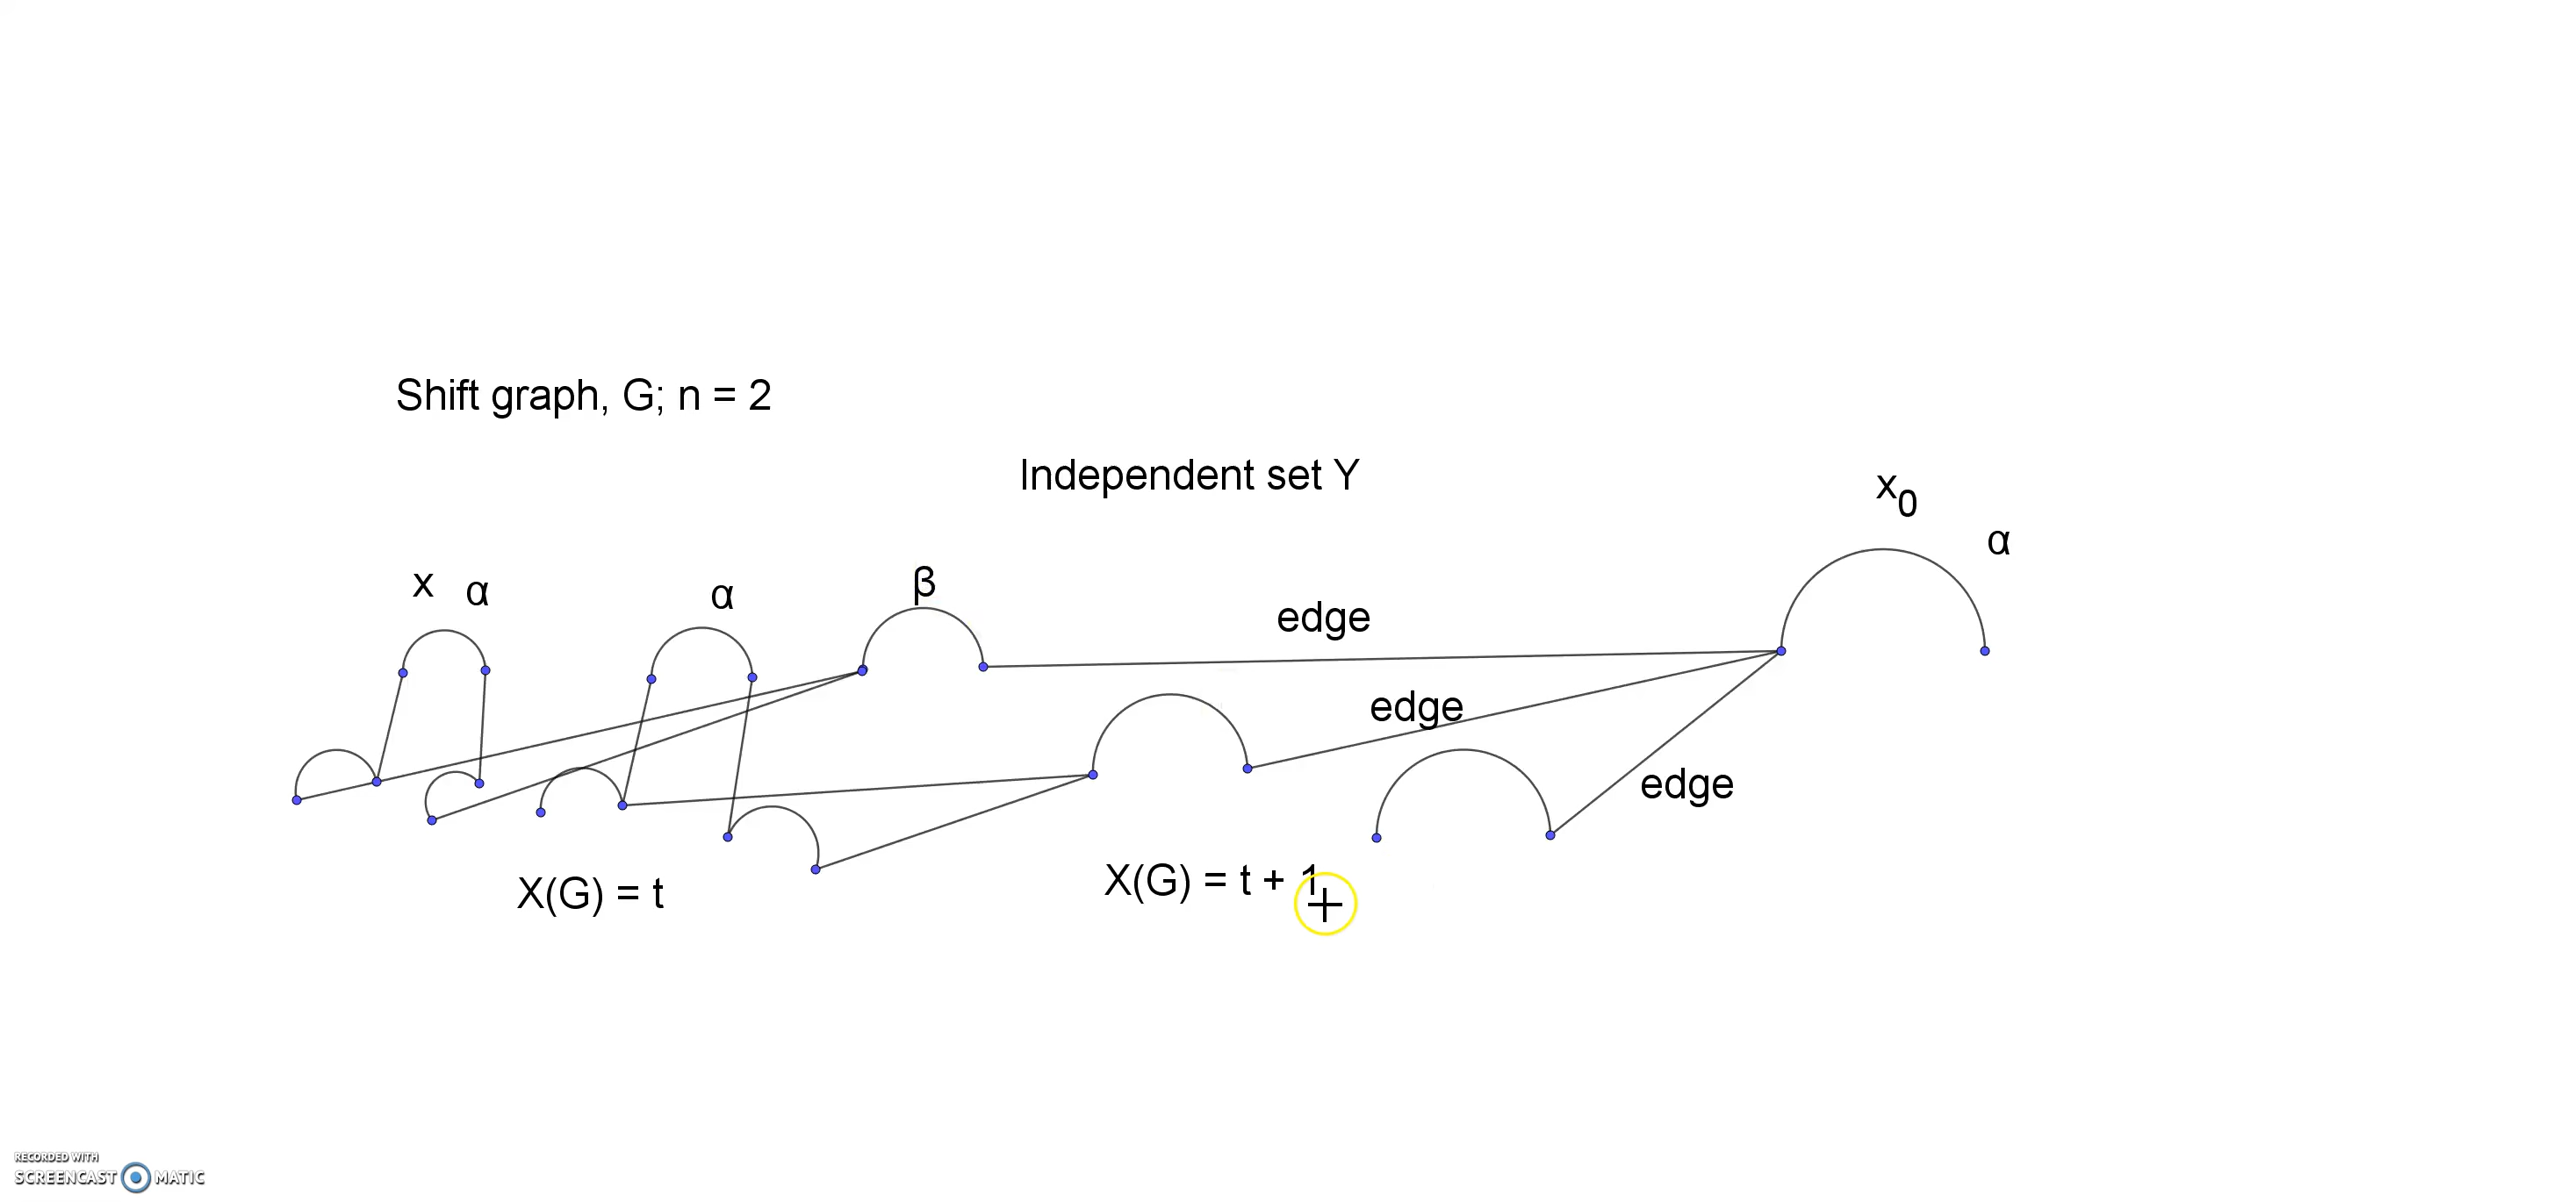 Shift graph, G; n = 2
Independent set Y
x₀
α
x α
α
β
edge
edge
edge
X(G) = t
X(G) = t + 1
RECORDED WITH
SCREENCAST MATIC